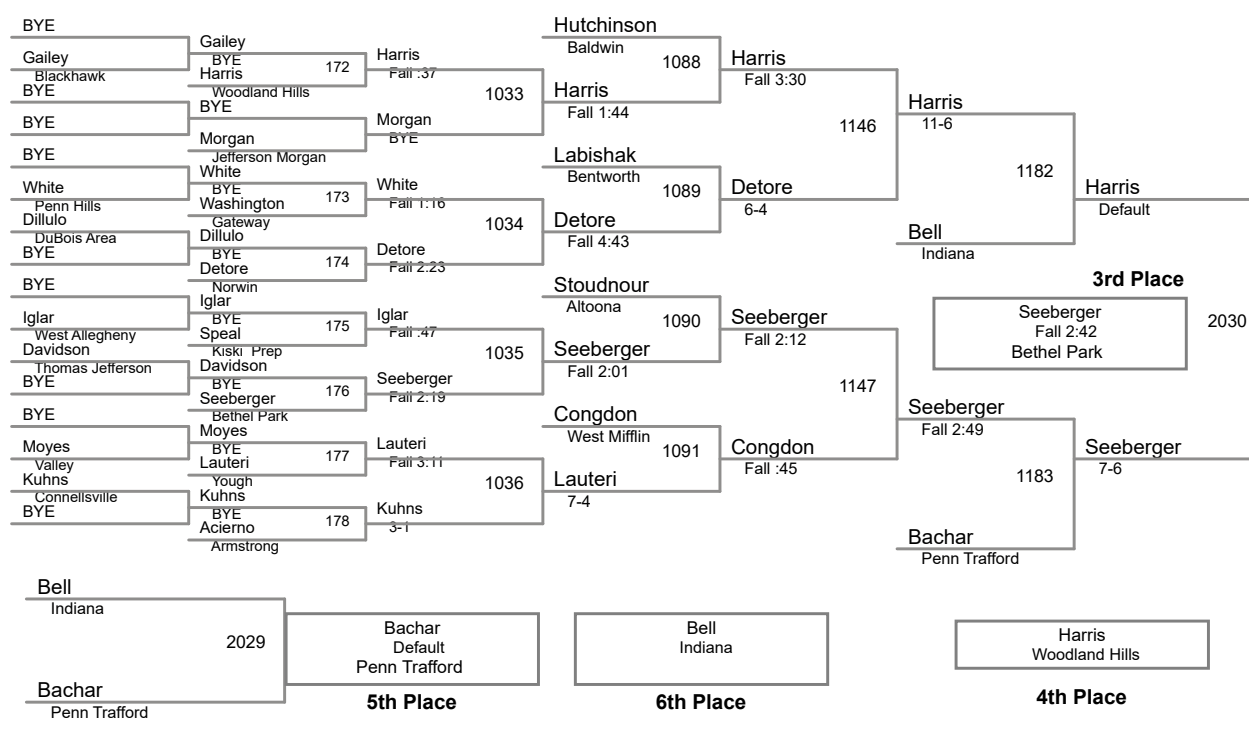 BYE
Gailey
Blackhawk
BYE
BYE
BYE
White
Penn Hills
Dillulo
DuBois Area
BYE
BYE
Iglar
West Allegheny
Davidson
Thomas Jefferson
BYE
BYE
Moyes
Valley
Kuhns
Connellsville
BYE
Gailey
BYE
172
Harris
Woodland Hills
BYE
Morgan
Jefferson Morgan
White
BYE
173
Washington
Gateway
Dillulo
BYE
174
Detore
Norwin
Iglar
BYE
175
Speal
Kiski Prep
Davidson
BYE
176
Seeberger
Bethel Park
Moyes
BYE
177
Lauteri
Yough
Kuhns
BYE
178
Acierno
Armstrong
Harris
Fall :37
1033
Morgan
BYE
White
Fall 1:16
1034
Detore
Fall 2:23
Iglar
Fall :47
1035
Seeberger
Fall 2:19
Lauteri
Fall 3:11
1036
Kuhns
3-1
Hutchinson
Baldwin
1088
Harris
Fall 1:44
Labishak
Bentworth
1089
Detore
Fall 4:43
Stoudnour
Altoona
1090
Seeberger
Fall 2:01
Congdon
West Mifflin
1091
Lauteri
7-4
Harris
Fall 3:30
1146
Detore
6-4
Seeberger
Fall 2:12
1147
Congdon
Fall :45
Harris
11-6
1182
Bell
Indiana
Seeberger
Fall 2:49
1183
Bachar
Penn Trafford
Harris
Default
3rd Place
Seeberger
Fall 2:42
Bethel Park
2030
Seeberger
7-6
Bell
Indiana
2029
Bachar
Penn Trafford
Bachar
Default
Penn Trafford
5th Place
Bell
Indiana
6th Place
Harris
Woodland Hills
4th Place